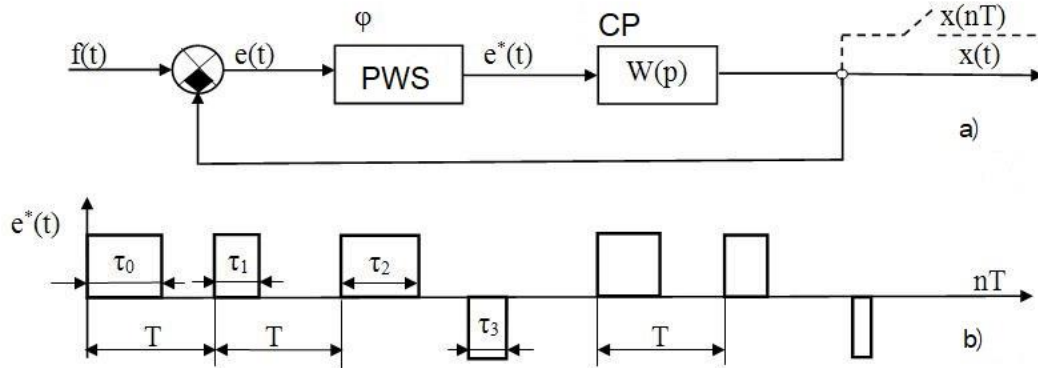 φ
CP
x(nT)
f(t)
e(t)
PWS
e*(t)
W(p)
x(t)
a)
e*(t)
τ0
τ1
τ2
nT
τ3
T
T
T
b)